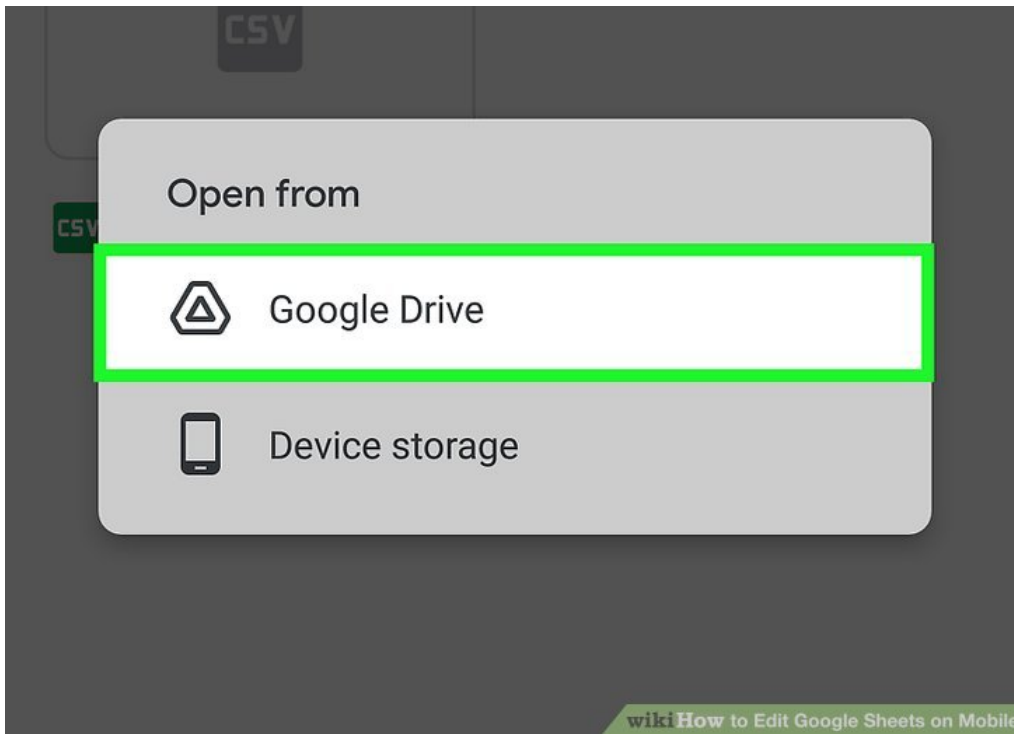 CSV
Open from
CSV
Google Drive
Device storage
wikiHow to Edit Google Sheets on Mobile